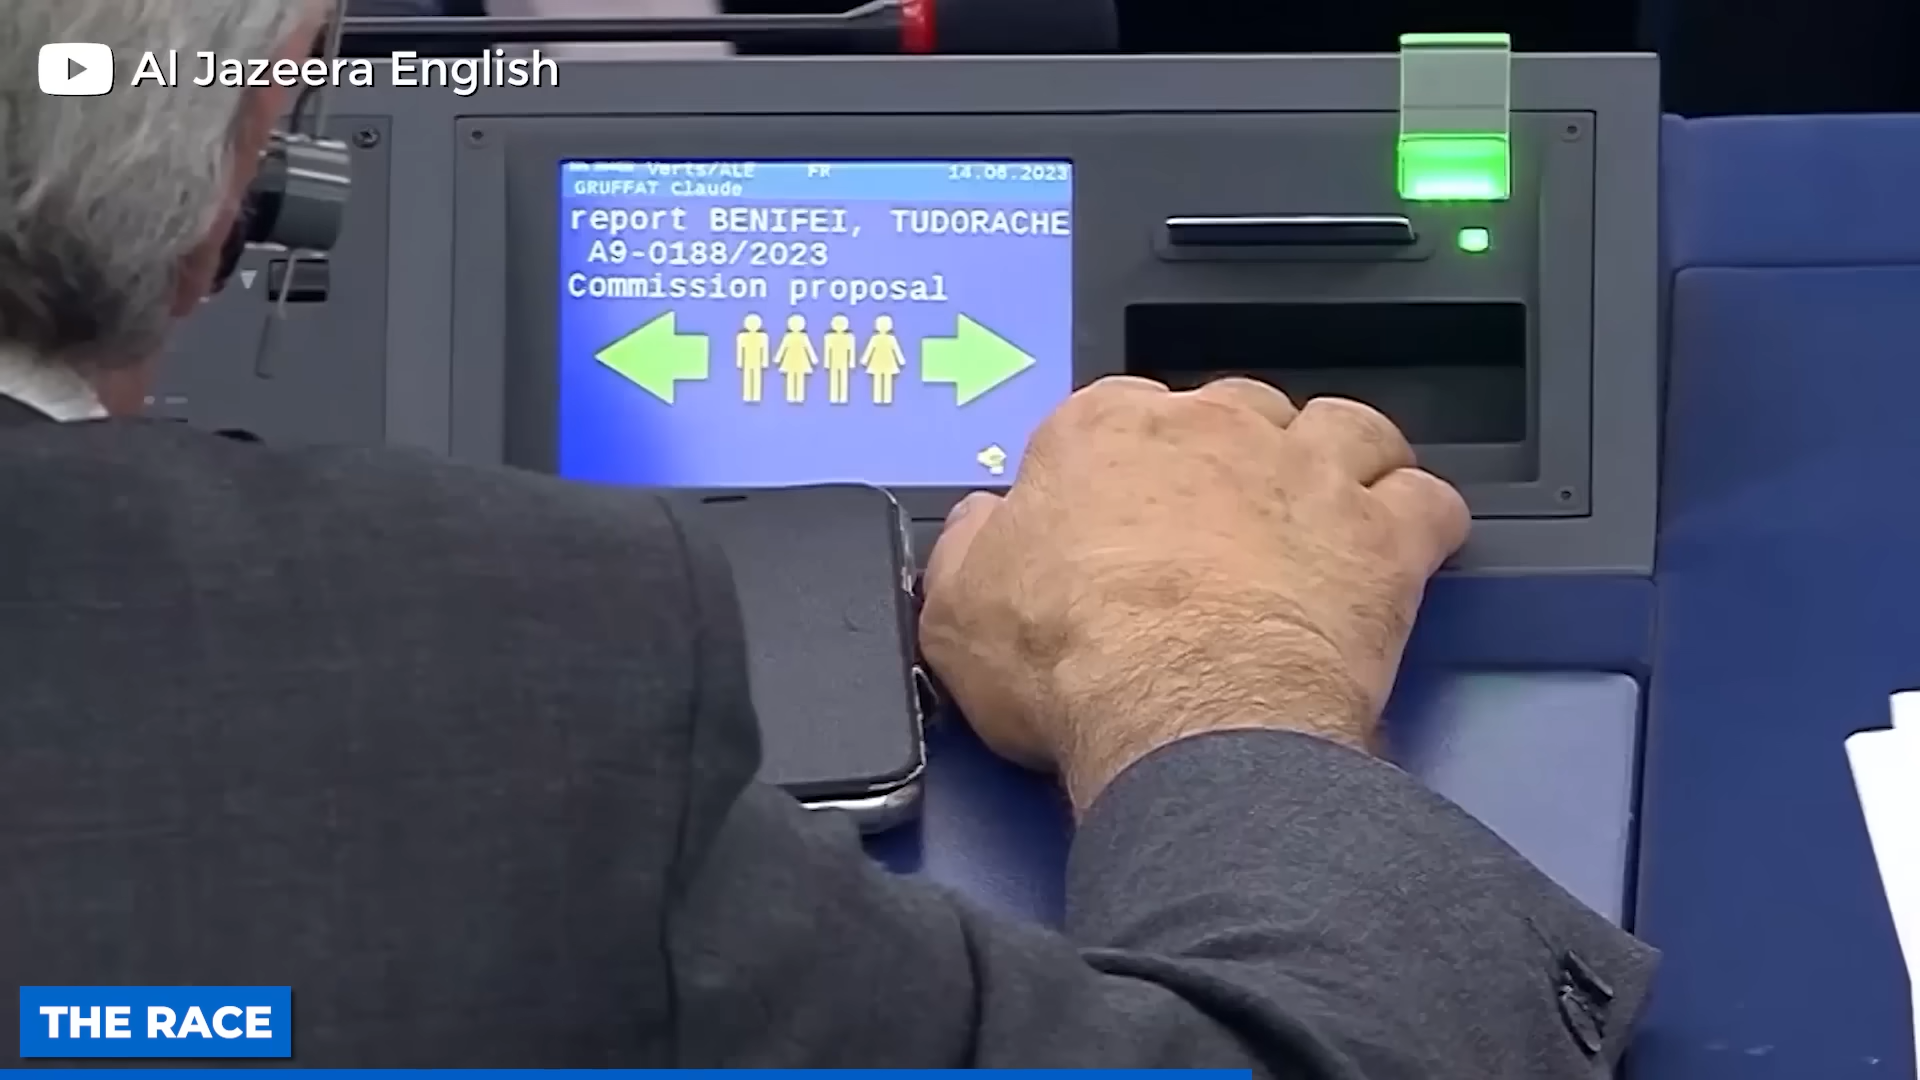 Al Jazeera English
Verts/ALE FR 14.06.2023
GRUFFAT Claude
report BENIFEI, TUDORACHE
A9-0188/2023
Commission proposal
THE RACE